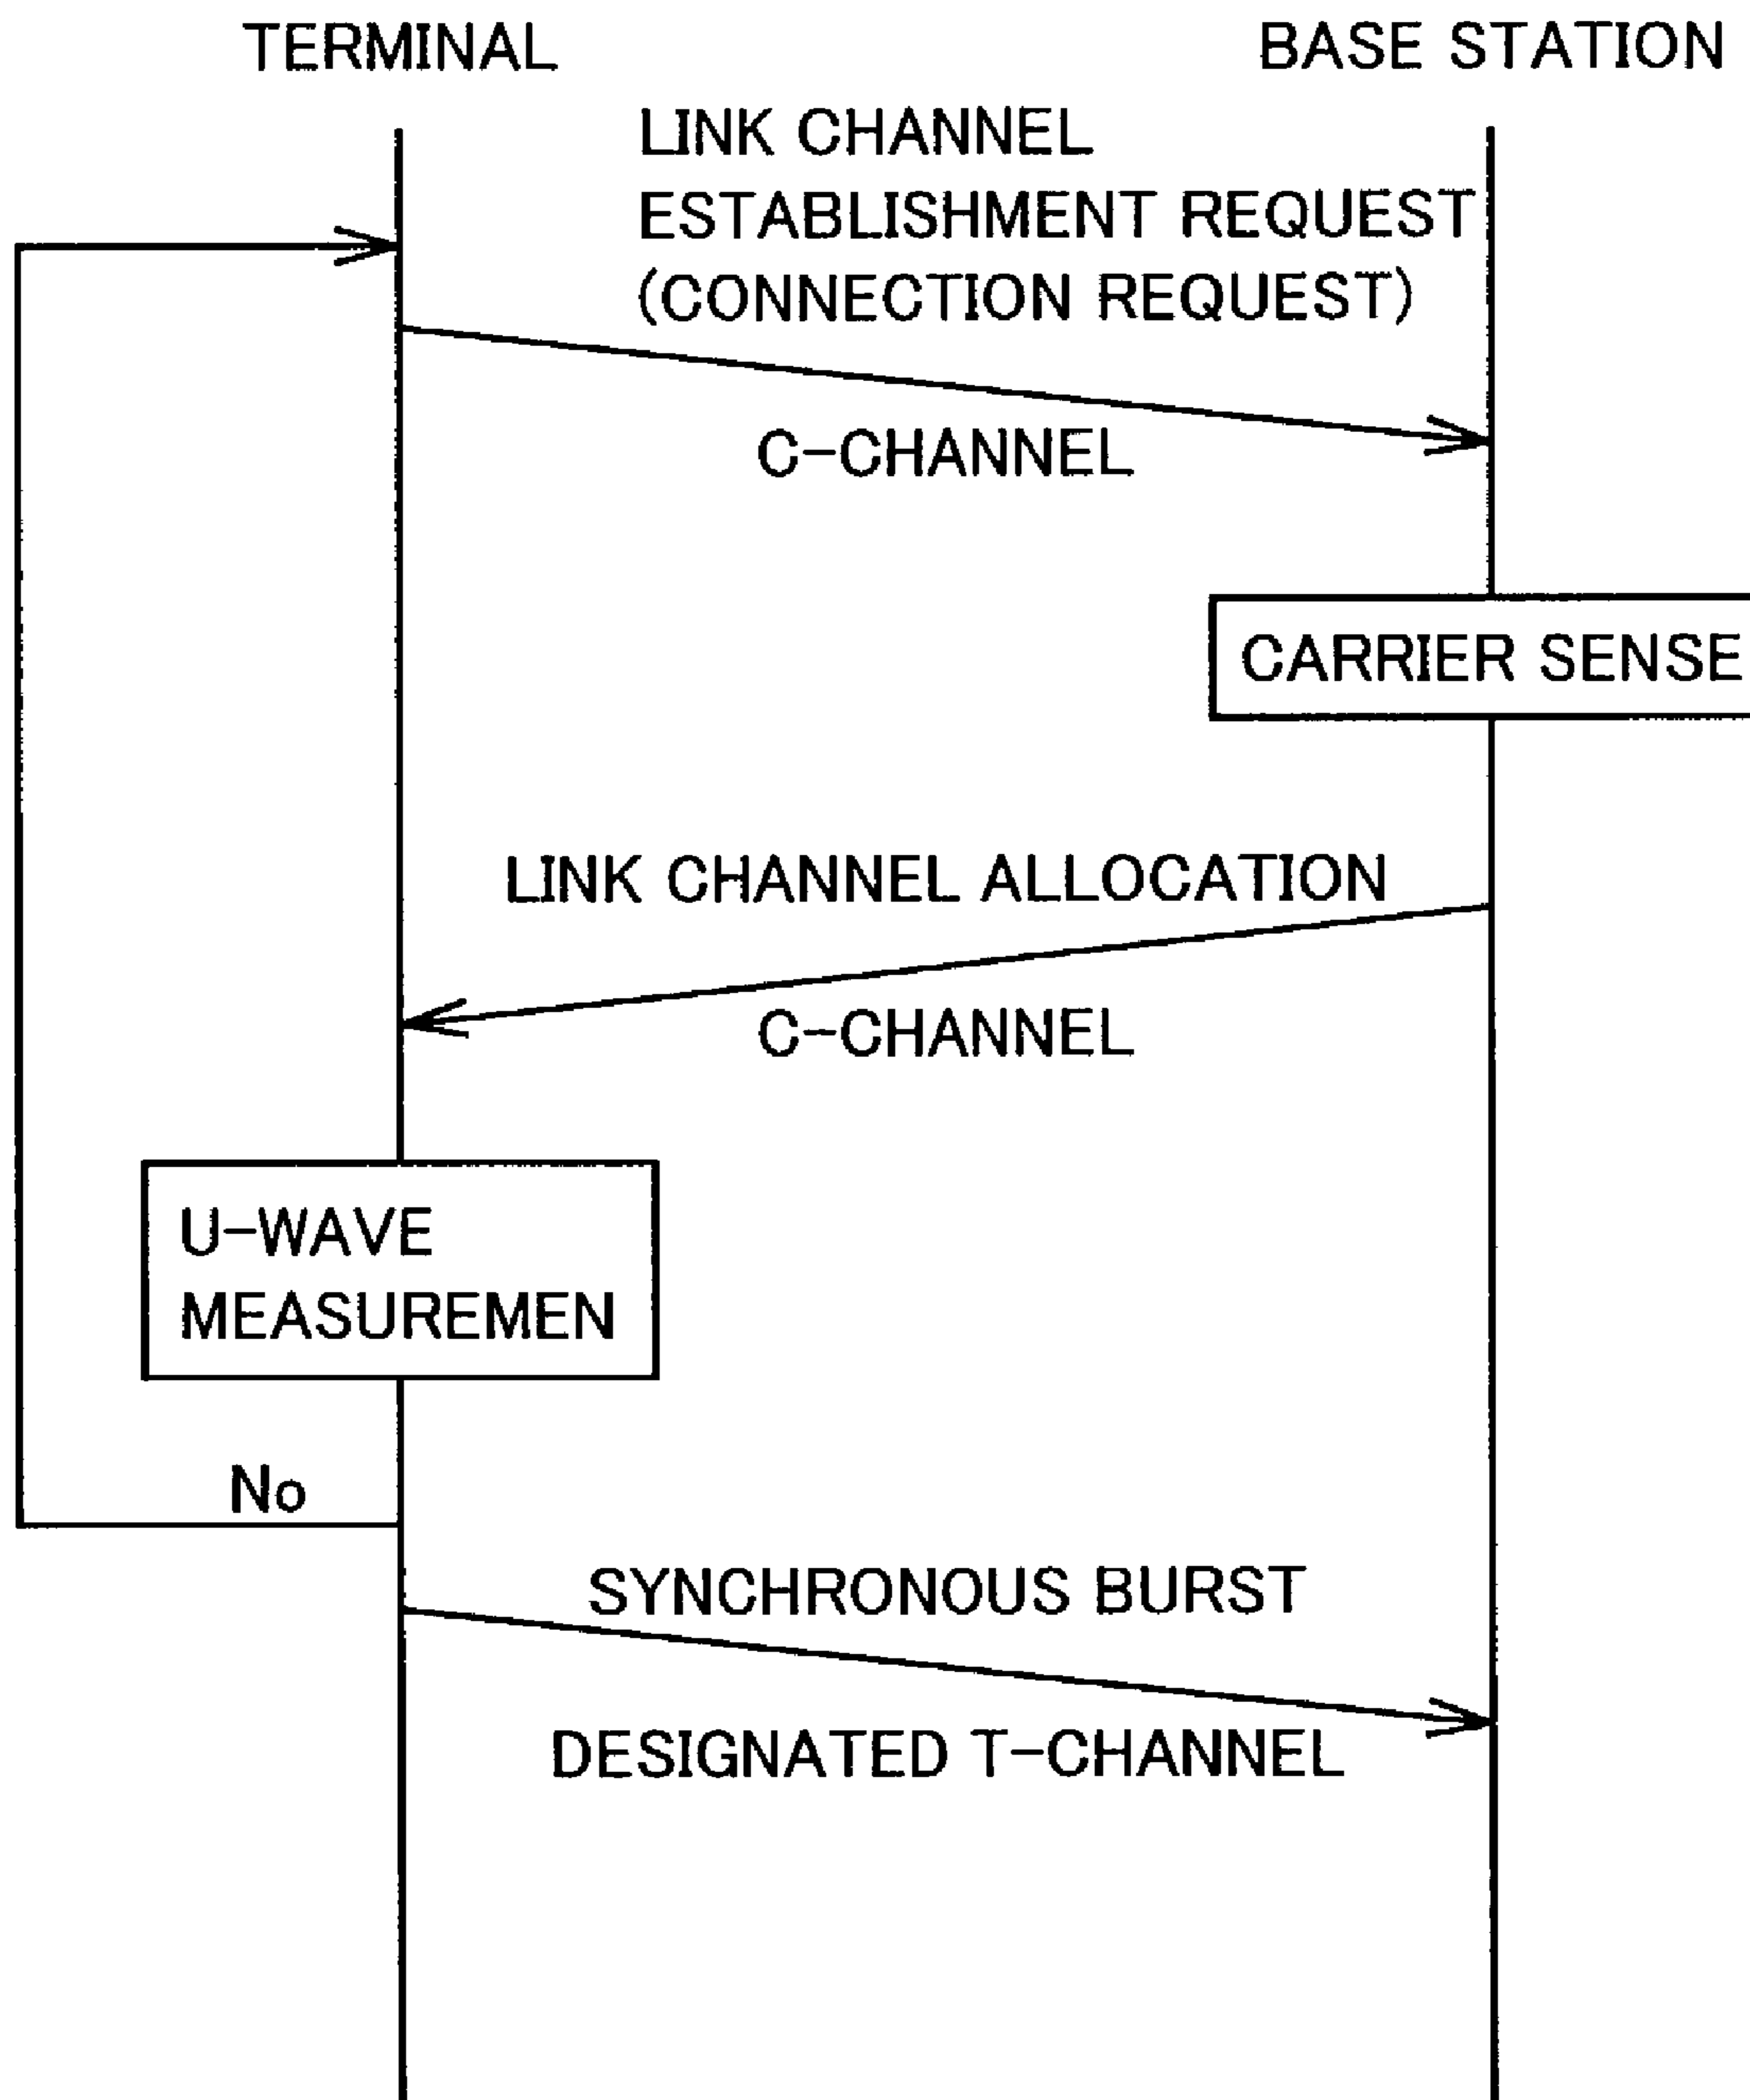 TERMINAL
BASE STATION
LINK CHANNEL
ESTABLISHMENT REQUEST
(CONNECTION REQUEST)
C-CHANNEL
CARRIER SENSE
LINK CHANNEL ALLOCATION
C-CHANNEL
U-WAVE
MEASUREMEN
No
SYNCHRONOUS BURST
DESIGNATED T-CHANNEL